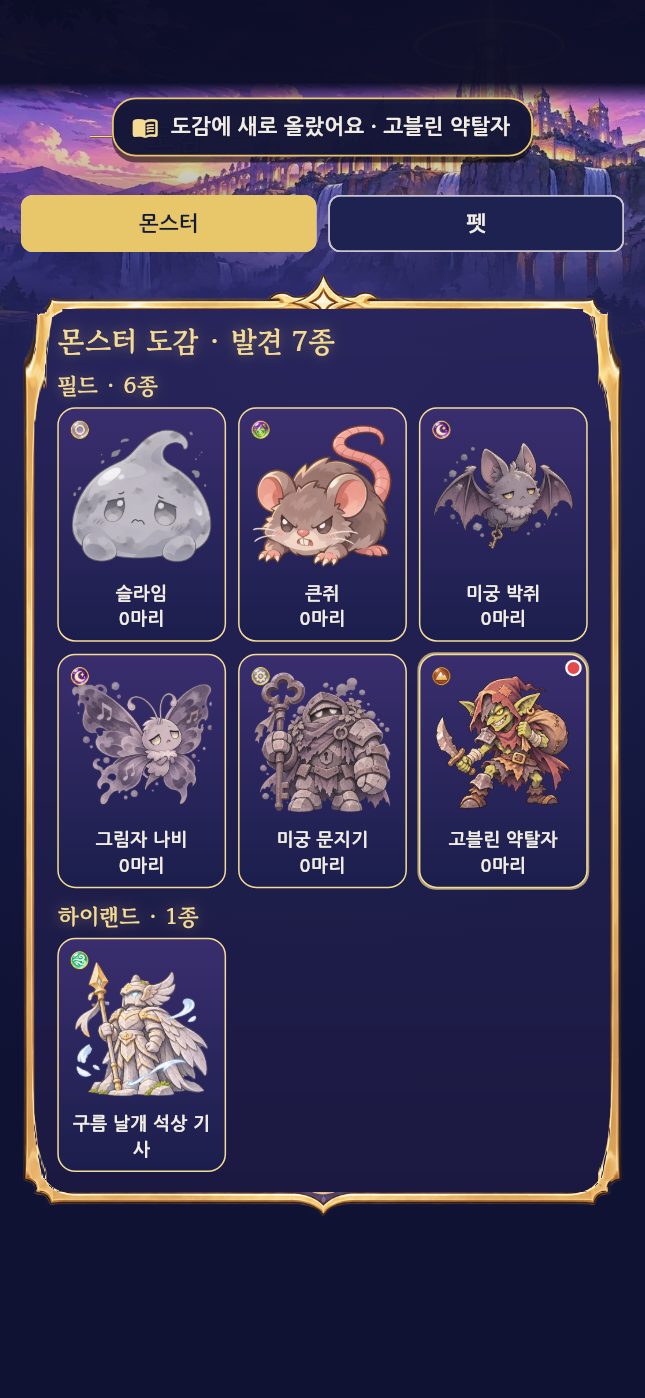 도감에 새로 올랐어요 · 고블린 약탈자
몬스터
펫
몬스터 도감 · 발견 7종
필드 · 6종
슬라임
0마리
큰쥐
0마리
미궁 박쥐
0마리
그림자 나비
0마리
미궁 문지기
0마리
고블린 약탈자
0마리
하이랜드 · 1종
구름 날개 석상 기
사